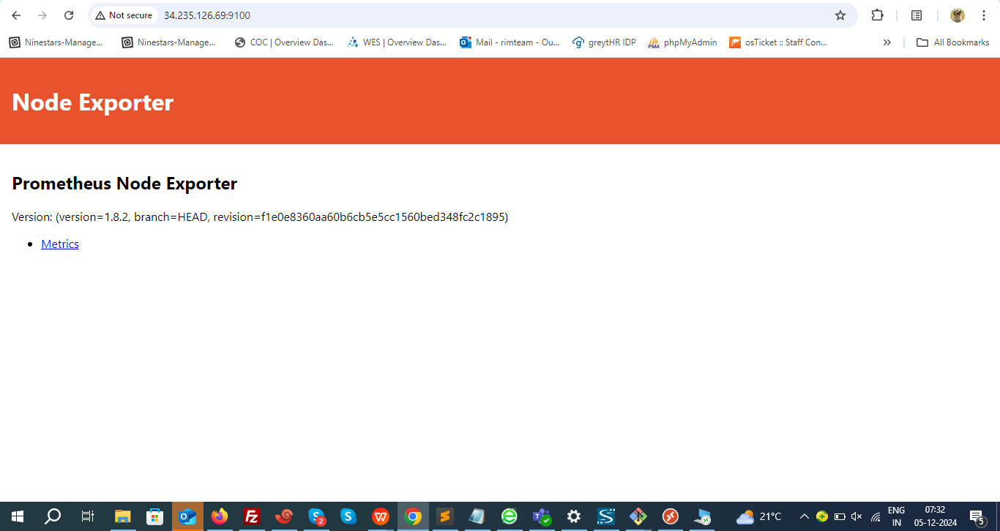 Not secure 34.235.126.69:9100
Ninestars-Manage... Ninestars-Manage... COC | Overview Das... WES | Overview Das... Mail - rimteam - Ou... greytHR IDP PMA phpMyAdmin osTicket :: Staff Con... » All Bookmarks
Node Exporter
Prometheus Node Exporter
Version: (version=1.8.2, branch=HEAD, revision=f1e0e8360aa60b6cb5e5cc1560bed348fc2c1895)
• Metrics
21°C ENG 07:32
IN 05-12-2024 5